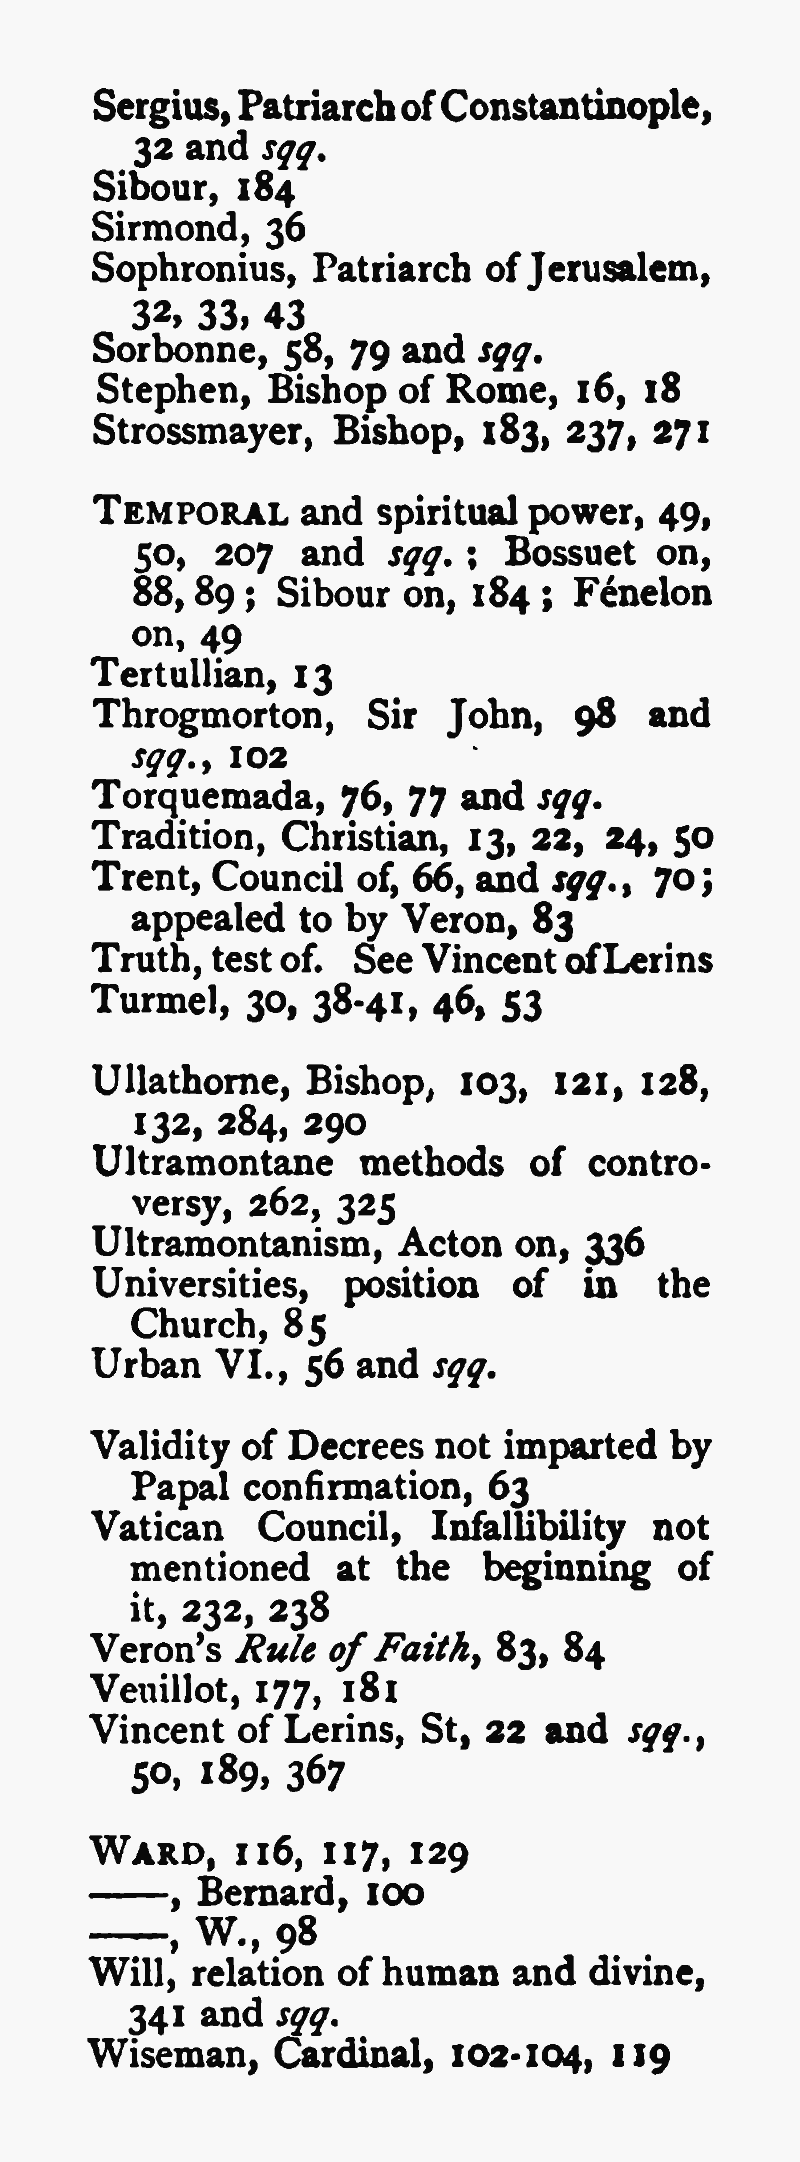 Sergius, Patriarch of Constantinople,
32 and sqq.
Sibour, 184
Sirmond, 36
Sophronius, Patriarch of Jerusalem,
32, 33, 43
Sorbonne, 58, 79 and sqq.
Stephen, Bishop of Rome, 16, 18
Strossmayer, Bishop, 183, 237, 271
TEMPORAL and spiritual power, 49,
50, 207 and sqq. ; Bossuet on,
88, 89 ; Sibour on, 184 ; Fénelon
on, 49
Tertullian, 13
Throgmorton, Sir John, 98 and
sqq., 102
Torquemada, 76, 77 and sqq.
Tradition, Christian, 13, 22, 24, 50
Trent, Council of, 66, and sqq., 70 ;
appealed to by Veron, 83
Truth, test of. See Vincent of Lerins
Turmel, 30, 38-41, 46, 53
Ullathorne, Bishop, 103, 121, 128,
132, 284, 290
Ultramontane methods of contro-
versy, 262, 325
Ultramontanism, Acton on, 336
Universities, position of in the
Church, 85
Urban VI., 56 and sqq.
Validity of Decrees not imparted by
Papal confirmation, 63
Vatican Council, Infallibility not
mentioned at the beginning of
it, 232, 238
Veron's Rule of Faith, 83, 84
Veuillot, 177, 181
Vincent of Lerins, St, 22 and sqq.,
50, 189, 367
WARD, 116, 117, 129
——, Bernard, 100
——, W., 98
Will, relation of human and divine,
341 and sqq.
Wiseman, Cardinal, 102-104, 119